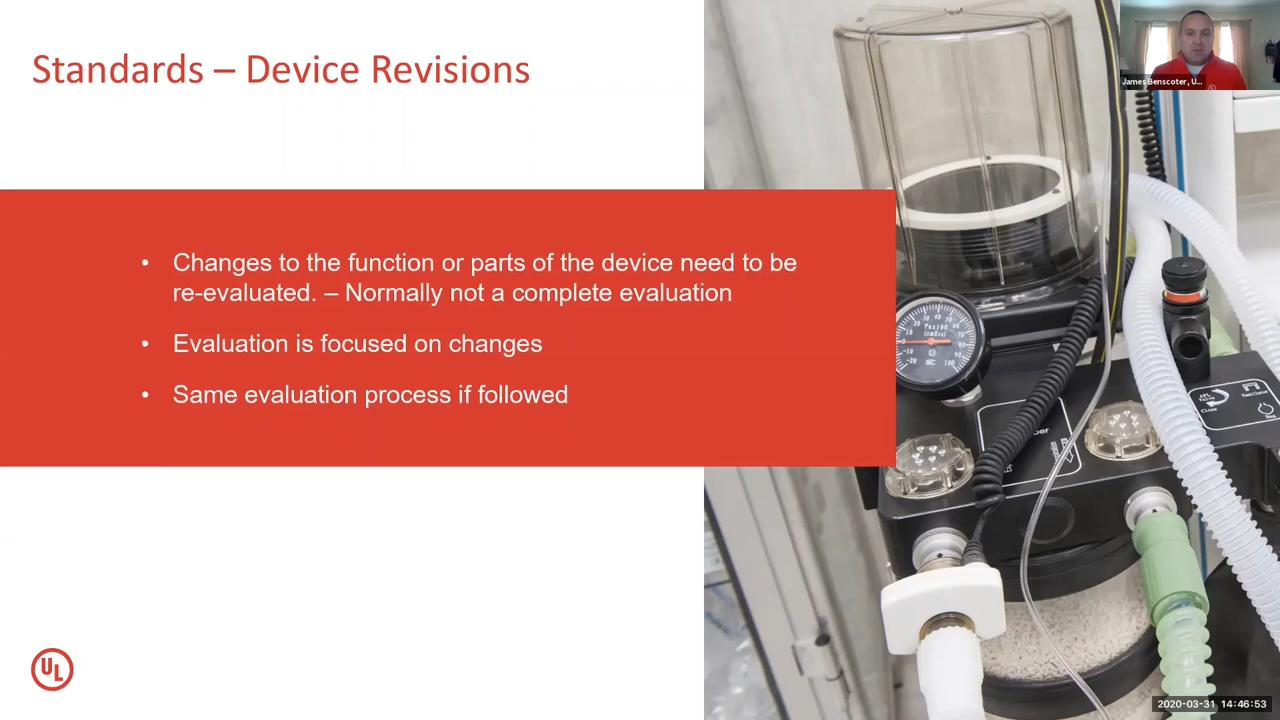 Standards – Device Revisions
James Benscoter, U...
• Changes to the function or parts of the device need to be
re-evaluated. – Normally not a complete evaluation
• Evaluation is focused on changes
• Same evaluation process if followed
UL
2020-03-31 14:46:53